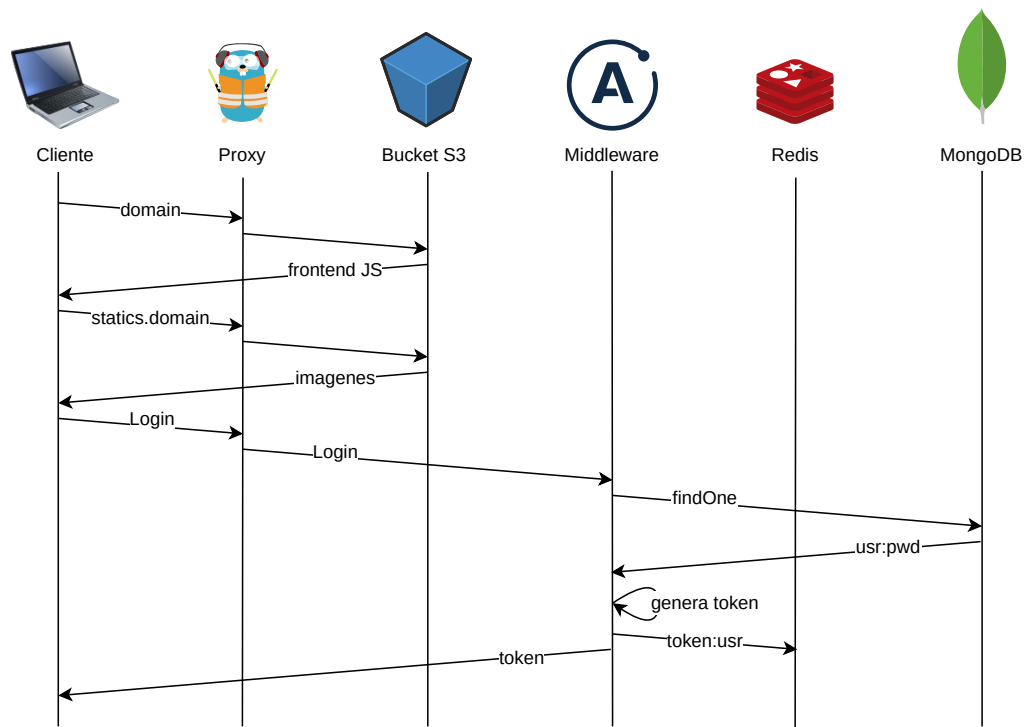 Cliente
Proxy
Bucket S3
Middleware
Redis
MongoDB
domain
frontend JS
statics.domain
imagenes
Login
Login
findOne
usr:pwd
genera token
token:usr
token